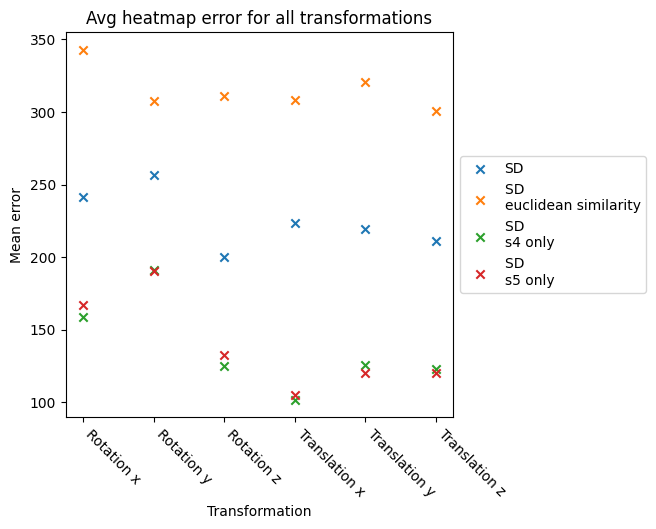 Avg heatmap error for all transformations
350
300
250
200
150
100
Mean error
Rotation x
Rotation y
Rotation z
Translation x
Translation y
Translation z
Transformation
SD
SD
euclidean similarity
SD
s4 only
SD
s5 only